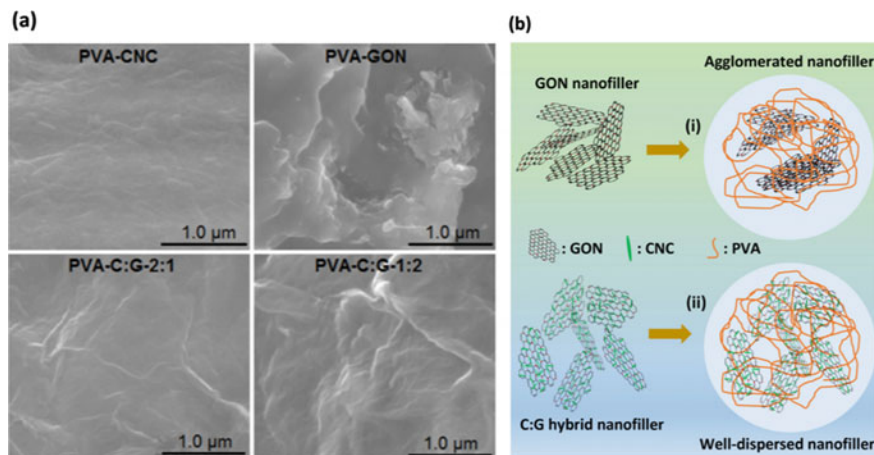 (a)
PVA-CNC
PVA-GON
1.0 µm
1.0 µm
PVA-C:G-2:1
PVA-C:G-1:2
1.0 µm
1.0 µm
(b)
GON nanofiller
Agglomerated nanofiller
(i)
: GON
: CNC
: PVA
(ii)
C:G hybrid nanofiller
Well-dispersed nanofiller